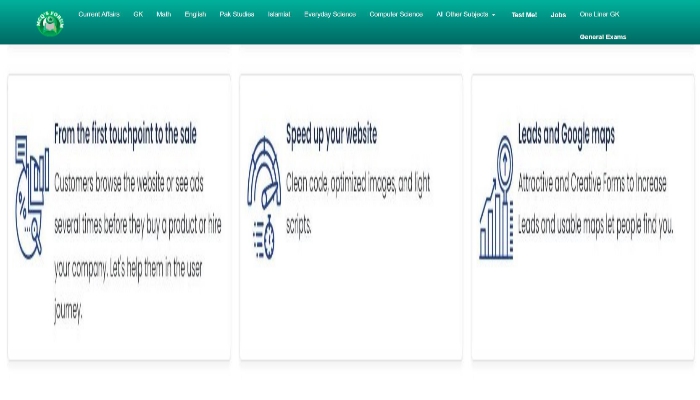 Current Affairs GK Math English Pak Studies Islamiat Everyday Science Computer Science All Other Subjects Test Me! Jobs One Liner GK
General Exams
From the first touchpoint to the sale
Customers browse the website or see ads
several times before they buy a product or hire
your company. Let's help them in the user
journey.
Speed up your website
Clean code, optimized images, and light
scripts.
Leads and Google maps
Attractive and Creative Forms to Increase
Leads and usable maps let people find you.